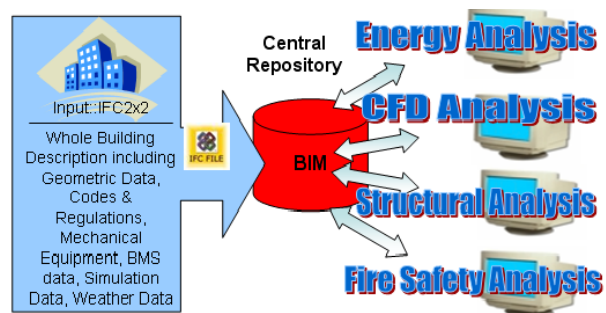 Input::IFC2x2
Whole Building
Description including
Geometric Data,
Codes &
Regulations,
Mechanical
Equipment, BMS
data, Simulation
Data, Weather Data
IFC FILE
Central
Repository
BIM
Energy Analysis
CFD Analysis
Structural Analysis
Fire Safety Analysis